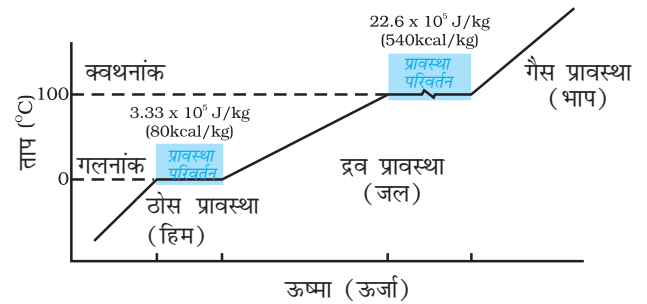 22.6 x 10⁵ J/kg
(540kcal/kg)
क्वथनांक
प्रावस्था
परिवर्तन
गैस प्रावस्था
(भाप)
100
3.33 x 10⁵ J/kg
(80kcal/kg)
ताप (°C)
गलनांक
प्रावस्था
परिवर्तन
0
द्रव प्रावस्था
(जल)
ठोस प्रावस्था
(हिम)
ऊष्मा (ऊर्जा)